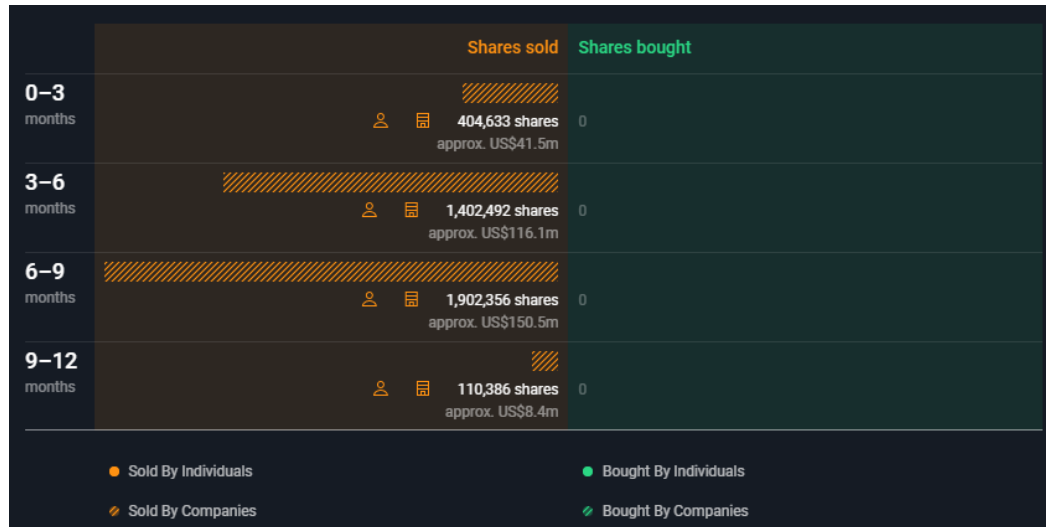 Shares sold Shares bought
0–3
months
404,633 shares 0
approx. US$41.5m
3–6
months
1,402,492 shares 0
approx. US$116.1m
6–9
months
1,902,356 shares 0
approx. US$150.5m
9–12
months
110,386 shares 0
approx. US$8.4m
Sold By Individuals Bought By Individuals
Sold By Companies Bought By Companies